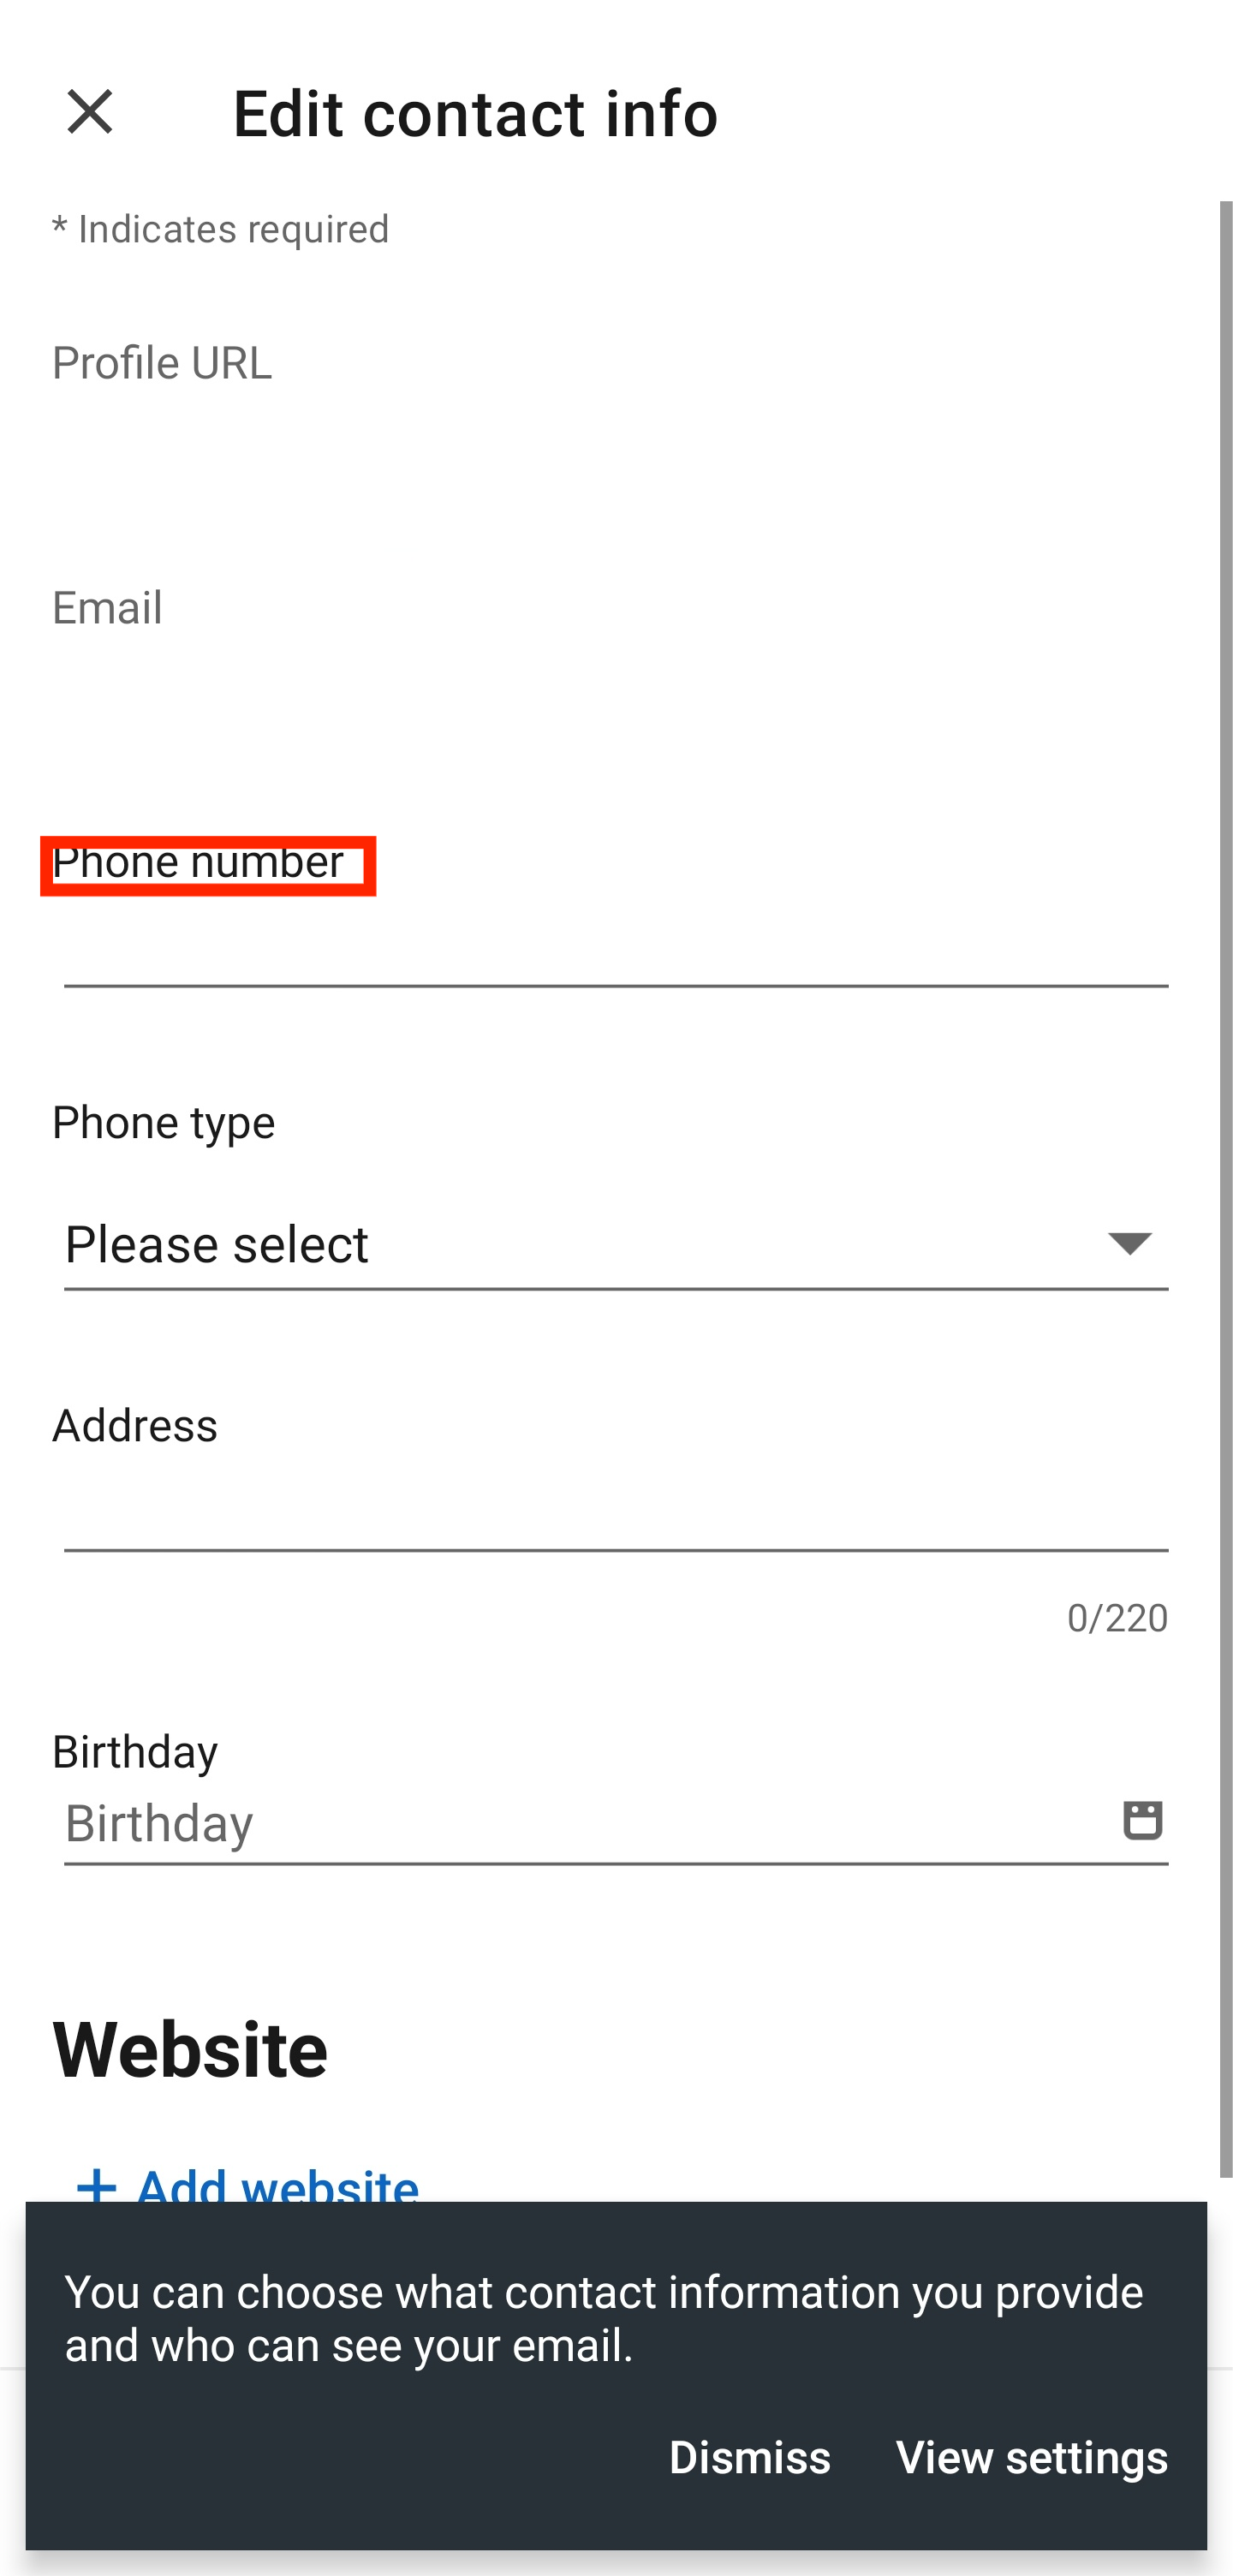 Edit contact info
* Indicates required
Profile URL
Email
Phone number
Phone type
Please select
Address
0/220
Birthday
Birthday
Website
+ Add website
You can choose what contact information you provide
and who can see your email.
Dismiss View settings